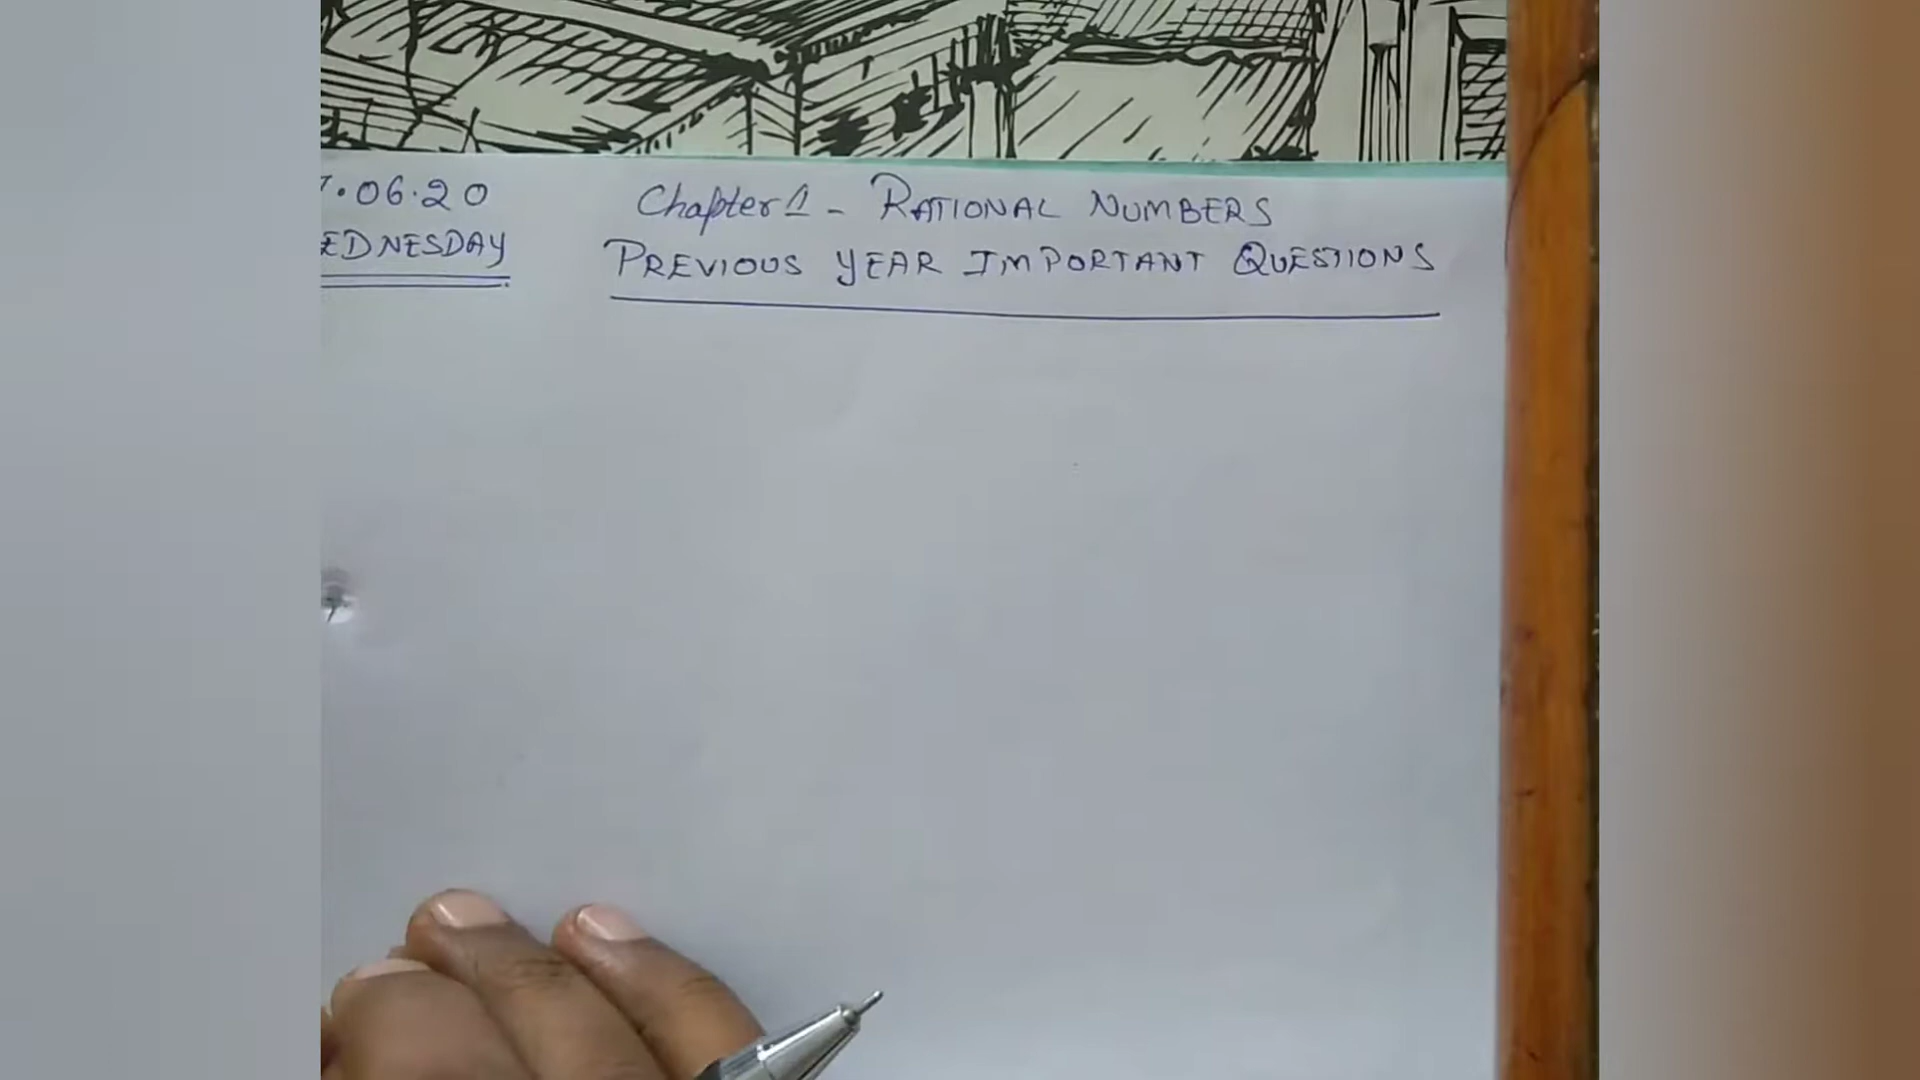 .06.20
EDNESDAY
Chapter 1 - RATIONAL NUMBERS
PREVIOUS YEAR IMPORTANT QUESTIONS